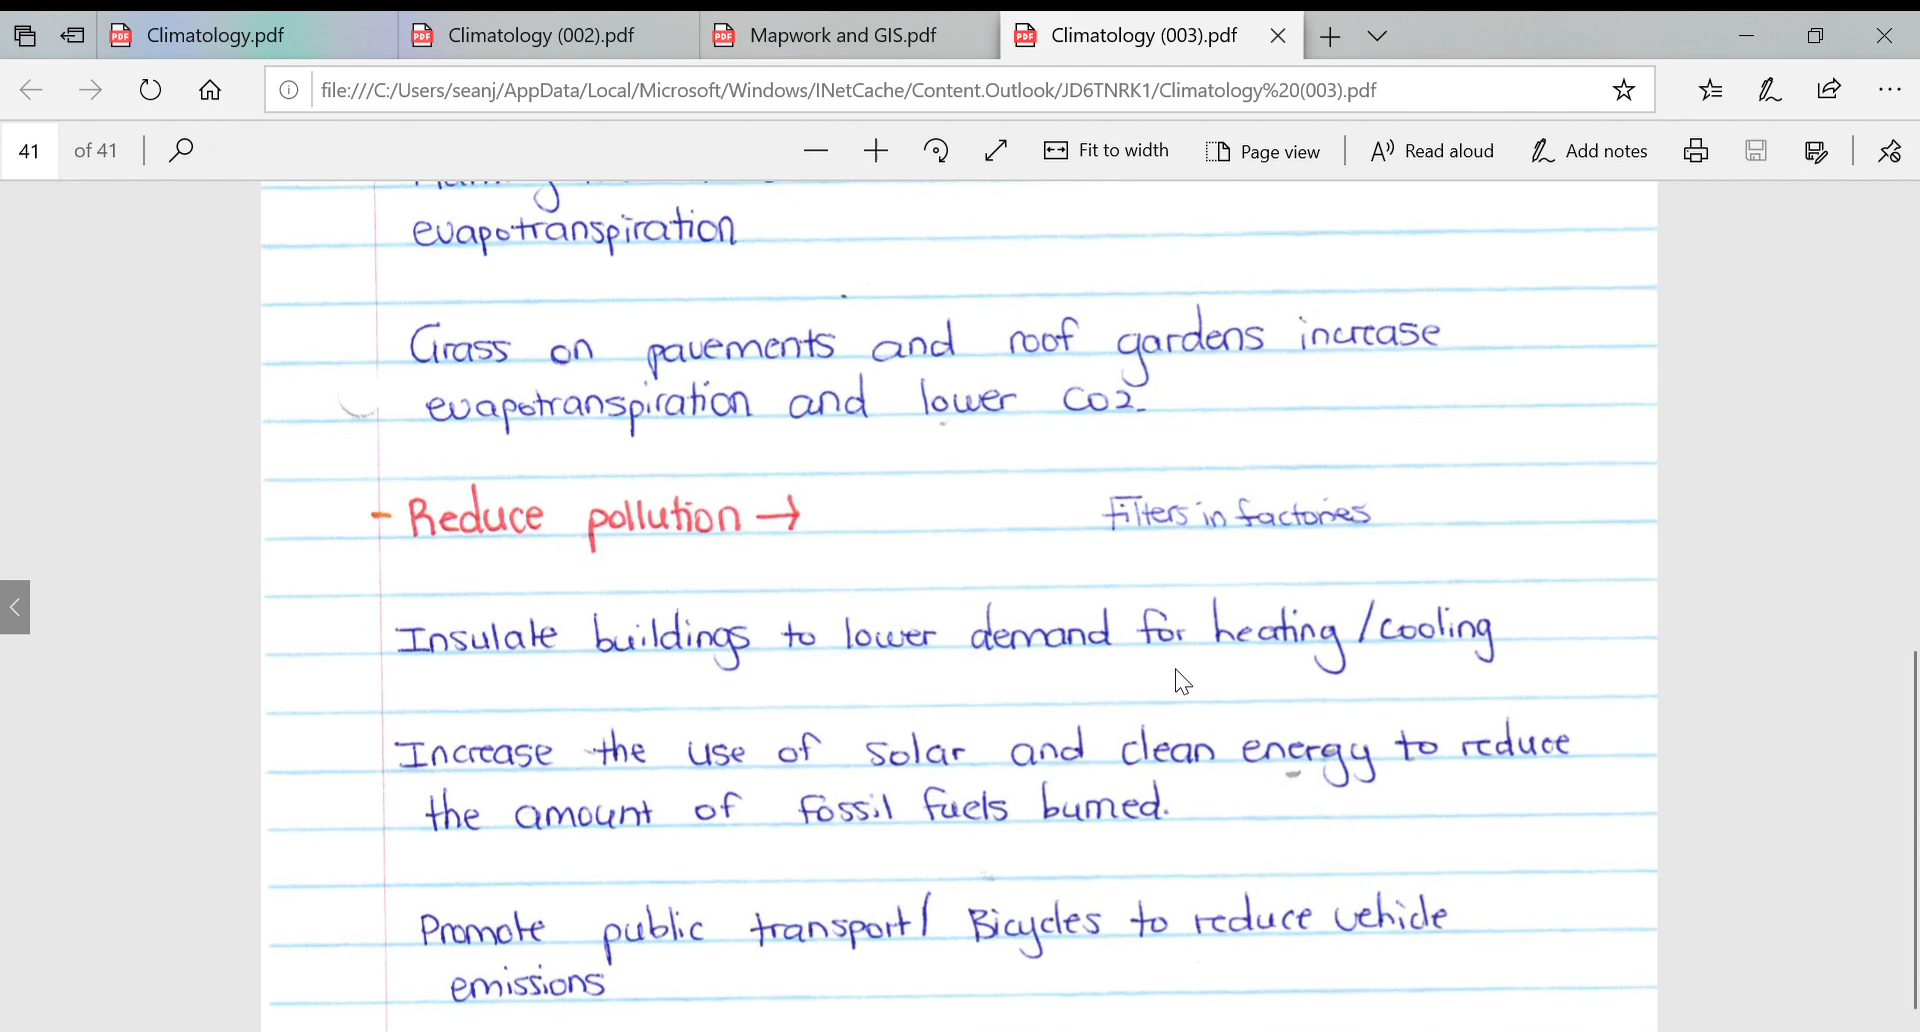 Climatology.pdf
Climatology (002).pdf
Mapwork and GIS.pdf
Climatology (003).pdf
file:///C:/Users/seanj/AppData/Local/Microsoft/Windows/INetCache/Content.Outlook/JD6TNRK1/Climatology%20(003).pdf
41 of 41
Fit to width
Page view
Read aloud
Add notes
evapotranspiration
Grass on pavements and roof gardens increase
evapotranspiration and lower CO2.
- Reduce pollution → Filters in factories
Insulate buildings to lower demand for heating /cooling
Increase the use of solar and clean energy to reduce
the amount of fossil fuels burned.
Promote public transport/ Bicycles to reduce vehicle
emissions